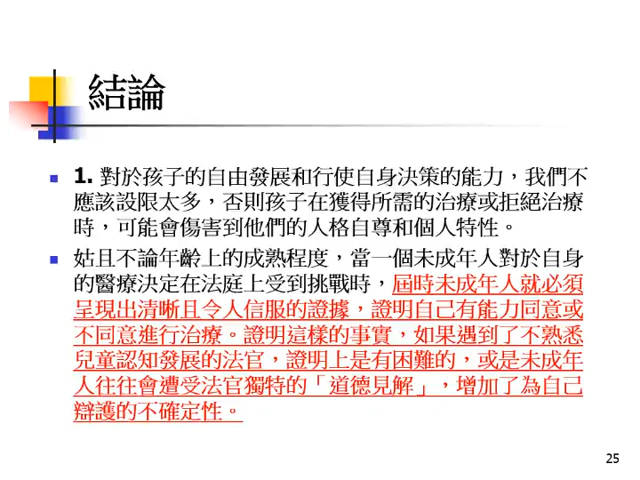 結論
1. 對於孩子的自由發展和行使自身決策的能力，我們不
應該設限太多，否則孩子在獲得所需的治療或拒絕治療
時，可能會傷害到他們的人格自尊和個人特性。
姑且不論年齡上的成熟程度，當一個未成年人對於自身
的醫療決定在法庭上受到挑戰時，屆時未成年人就必須
呈現出清晰且令人信服的證據，證明自己有能力同意或
不同意進行治療。證明這樣的事實，如果遇到了不熟悉
兒童認知發展的法官，證明上是有困難的，或是未成年
人往往會遭受法官獨特的「道德見解」，增加了為自己
辯護的不確定性。
25